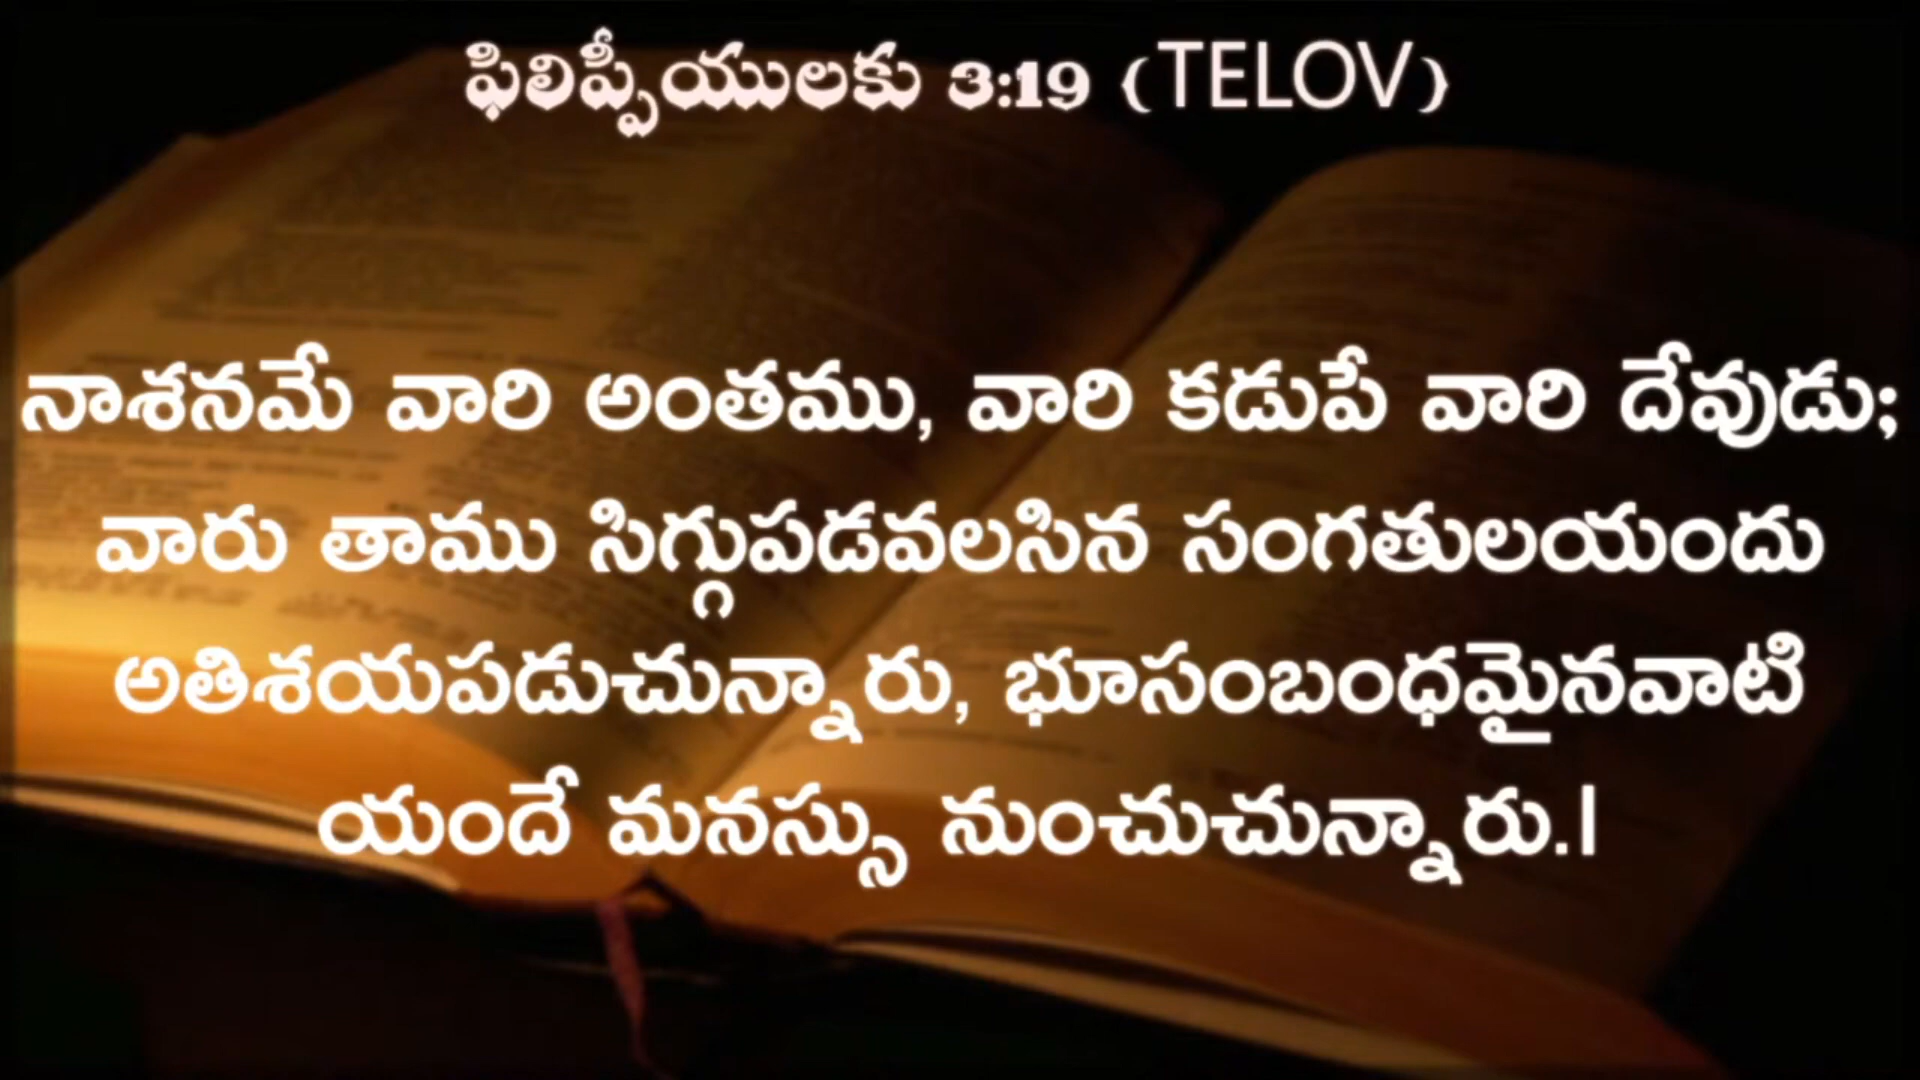 ఫిలిప్పీయులకు 3:19 (TELOV)
నాశనమే వారి అంతము, వారి కడుపే వారి దేవుడు;
వారు తాము సిగ్గుపడవలసిన సంగతులయందు
అతిశయపడుచున్నారు, భూసంబంధమైనవాటి
యందే మనస్సు నుంచుచున్నారు.|